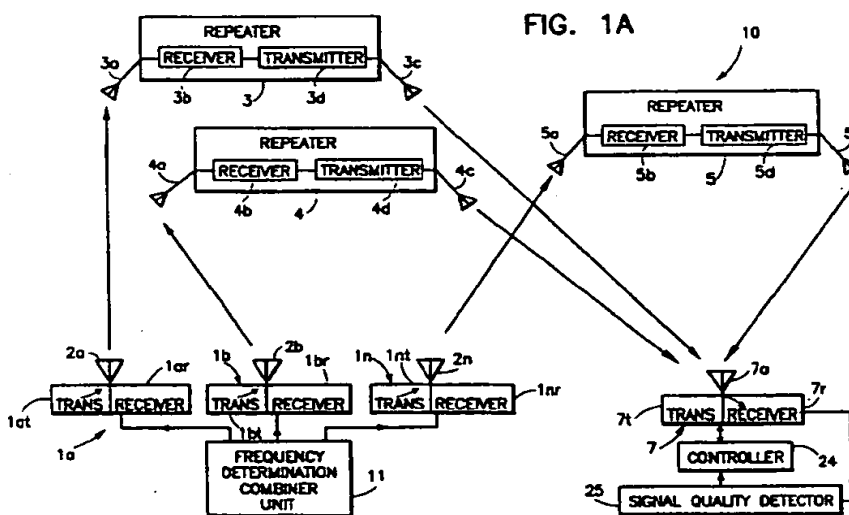 FIG. 1A
10
REPEATER
3a
RECEIVER
TRANSMITTER
3c
3b
3
3d
REPEATER
4a
RECEIVER
TRANSMITTER
4c
4b
4
4d
REPEATER
5a
RECEIVER
TRANSMITTER
5
5b
5
5d
2a
1ar
1b
2b
1br
1n
1nt
2n
7a
TRANS
RECEIVER
1at
TRANS
RECEIVER
1bt
TRANS
RECEIVER
1nr
7t
TRANS
RECEIVER
7r
7
1a
FREQUENCY
DETERMINATION
COMBINER
UNIT
11
CONTROLLER
24
25
SIGNAL QUALITY DETECTOR